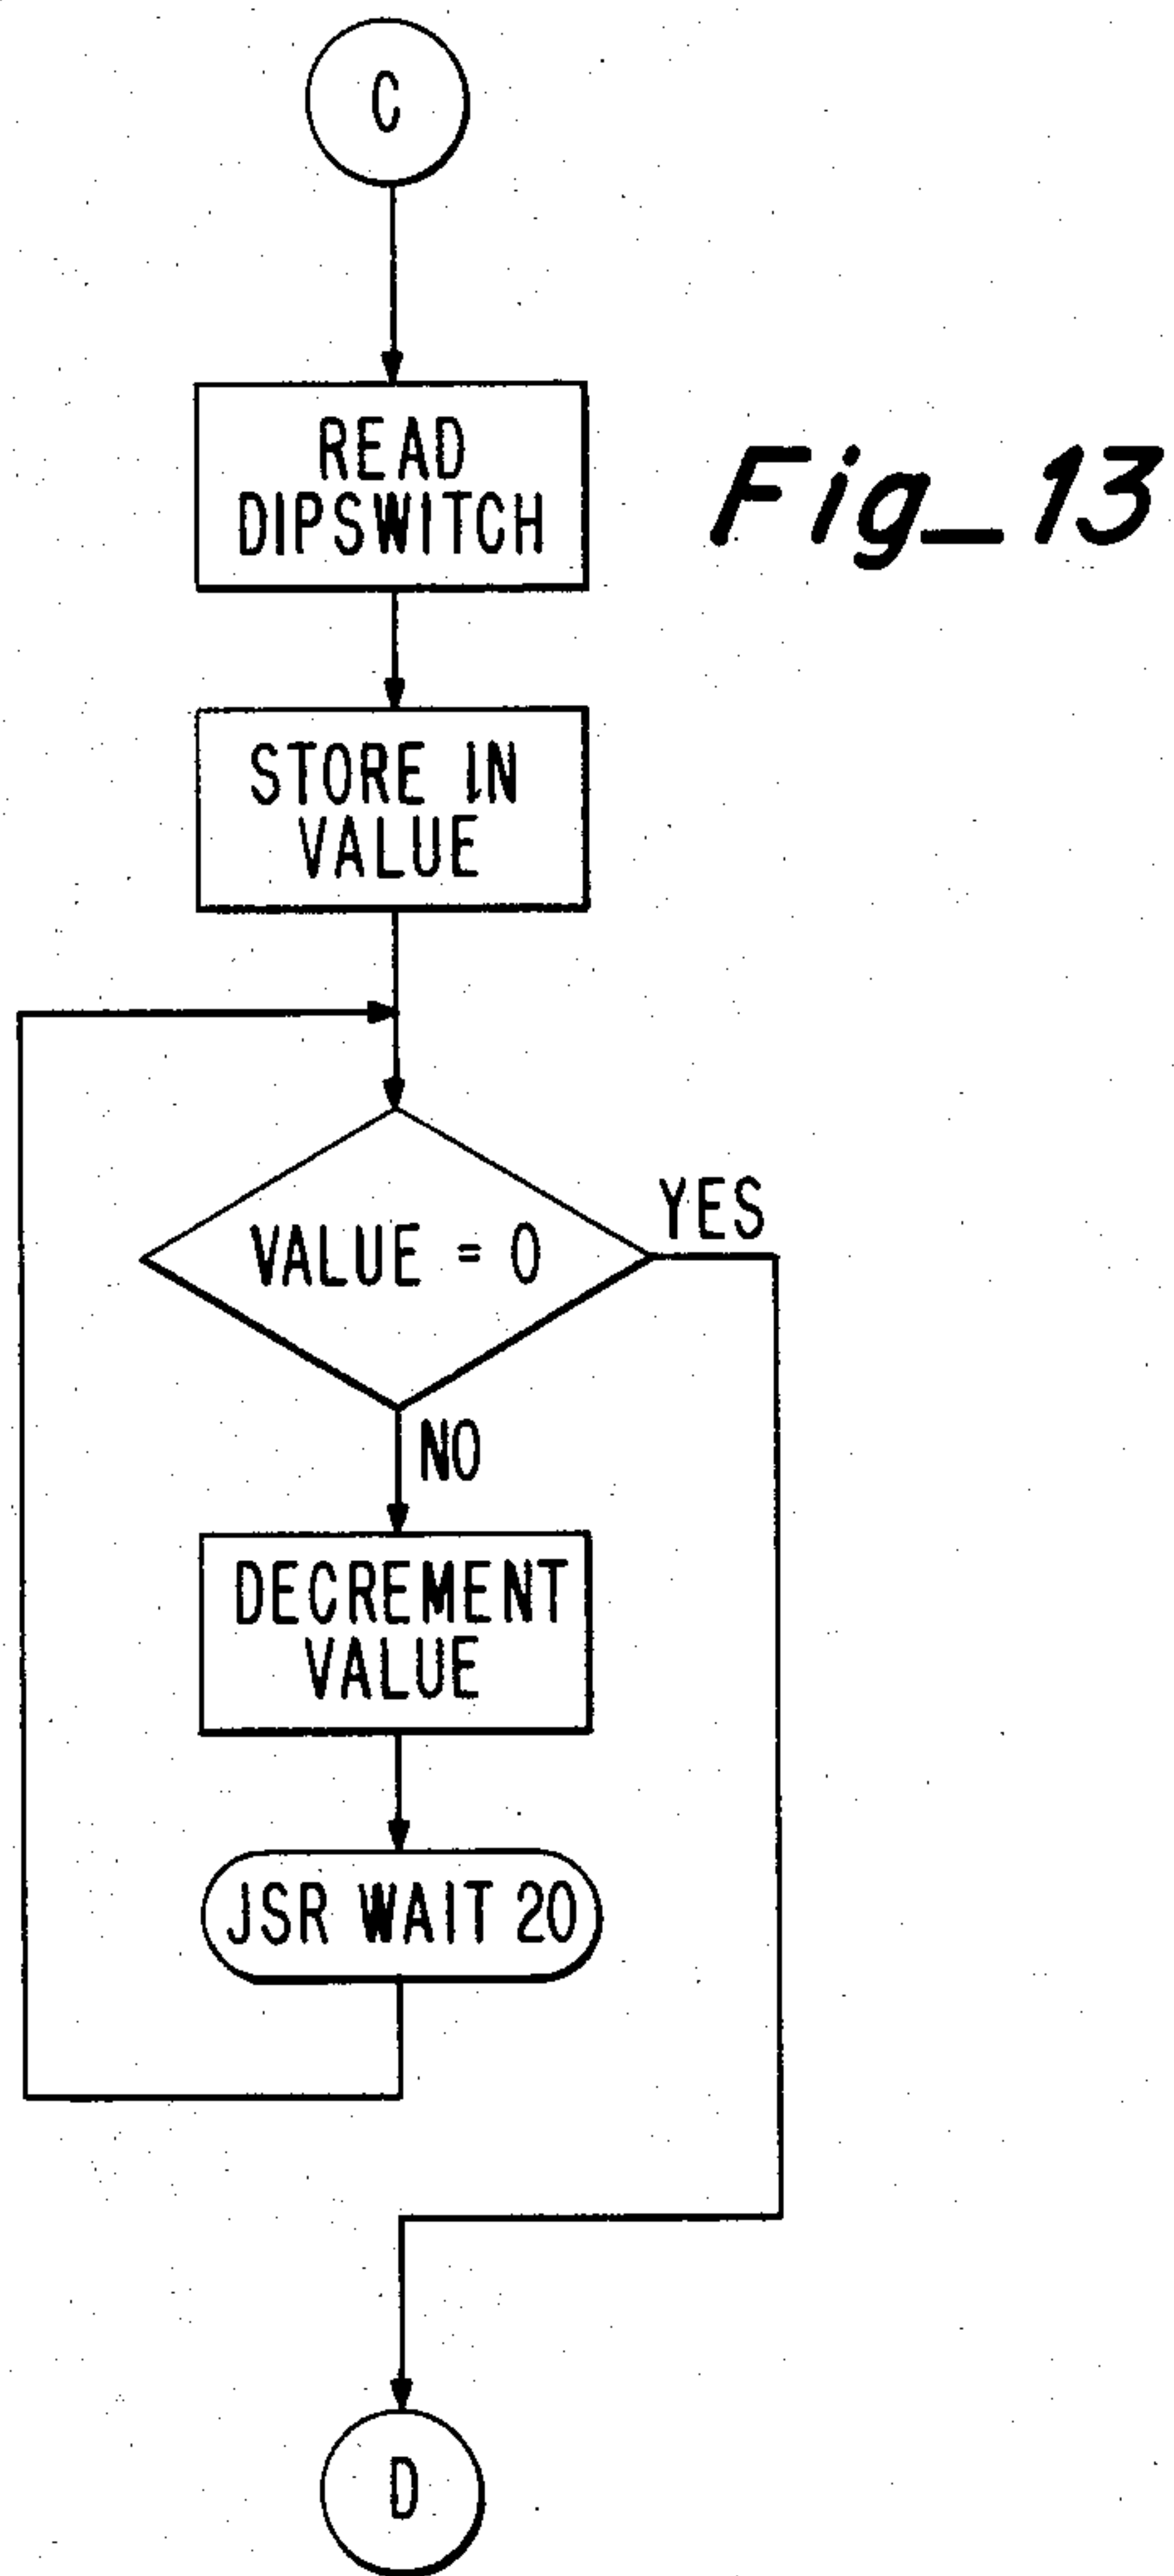 C
READ
DIPSWITCH
Fig_13
STORE IN
VALUE
VALUE = 0
YES
NO
DECREMENT
VALUE
JSR WAIT 20
D